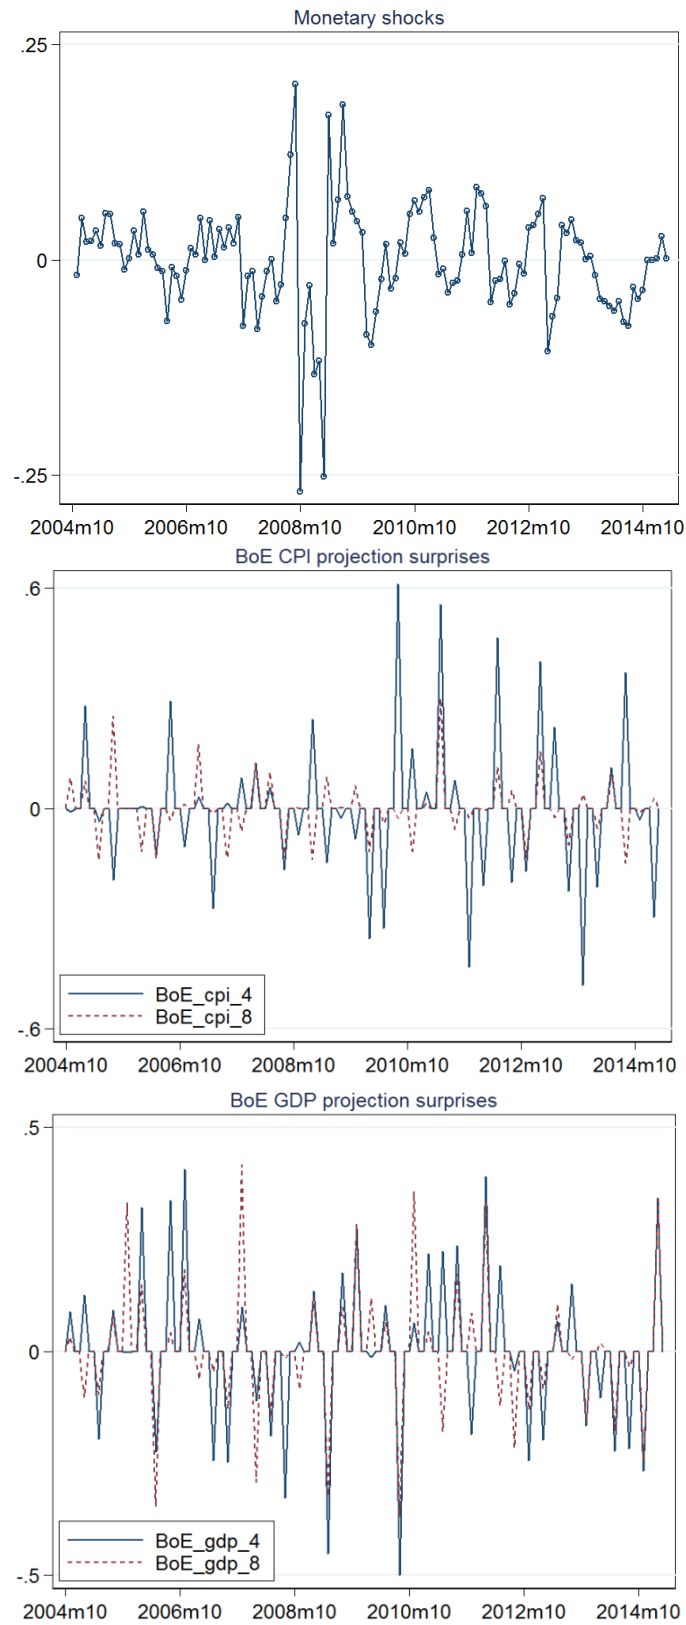 Monetary shocks
.25
0
-.25
2004m10 2006m10 2008m10 2010m10 2012m10 2014m10
BoE CPI projection surprises
.6
0
BoE_cpi_4
BoE_cpi_8
-.6
2004m10 2006m10 2008m10 2010m10 2012m10 2014m10
BoE GDP projection surprises
.5
0
BoE_gdp_4
BoE_gdp_8
-.5
2004m10 2006m10 2008m10 2010m10 2012m10 2014m10